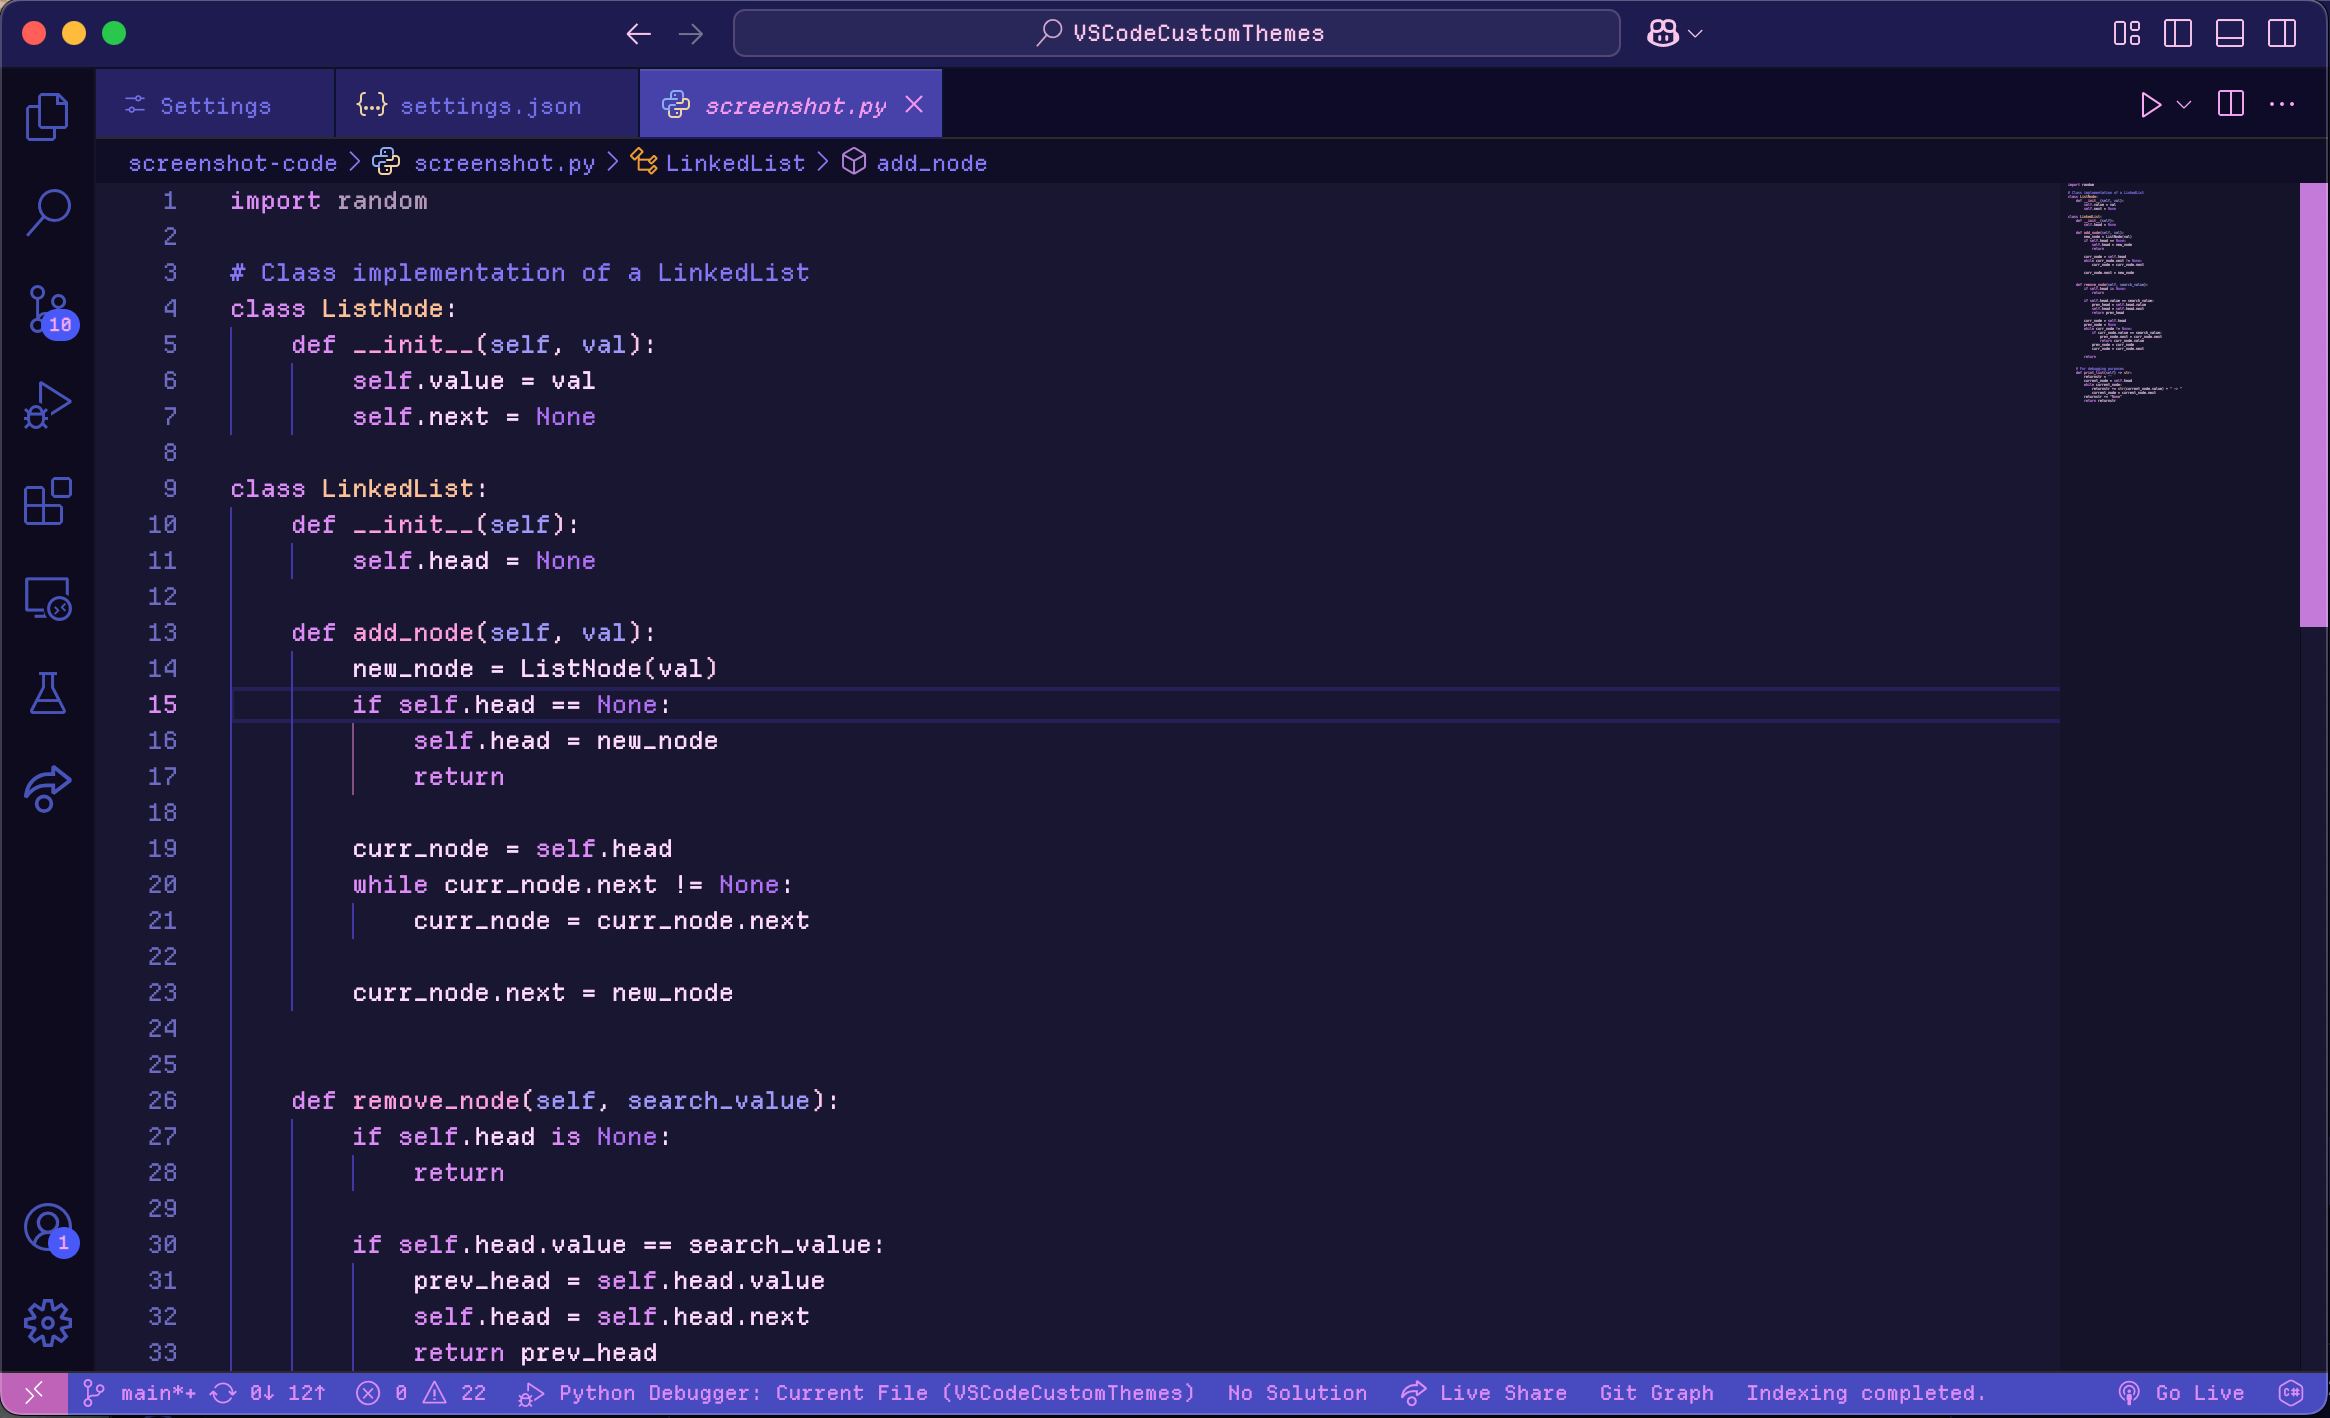 VSCodeCustomThemes
Settings
settings.json
screenshot.py
screenshot-code > screenshot.py > LinkedList > add_node
1 import random
2
3 # Class implementation of a LinkedList
4 class ListNode:
5     def __init__(self, val):
6         self.value = val
7         self.next = None
8
9 class LinkedList:
10     def __init__(self):
11         self.head = None
12
13     def add_node(self, val):
14         new_node = ListNode(val)
15         if self.head == None:
16             self.head = new_node
17             return
18
19         curr_node = self.head
20         while curr_node.next != None:
21             curr_node = curr_node.next
22
23         curr_node.next = new_node
24
25
26     def remove_node(self, search_value):
27         if self.head is None:
28             return
29
30         if self.head.value == search_value:
31             prev_head = self.head.value
32             self.head = self.head.next
33             return prev_head
10
1
main*+ 0↓ 12↑ 0 22 Python Debugger: Current File (VSCodeCustomThemes) No Solution Live Share Git Graph Indexing completed. Go Live C#